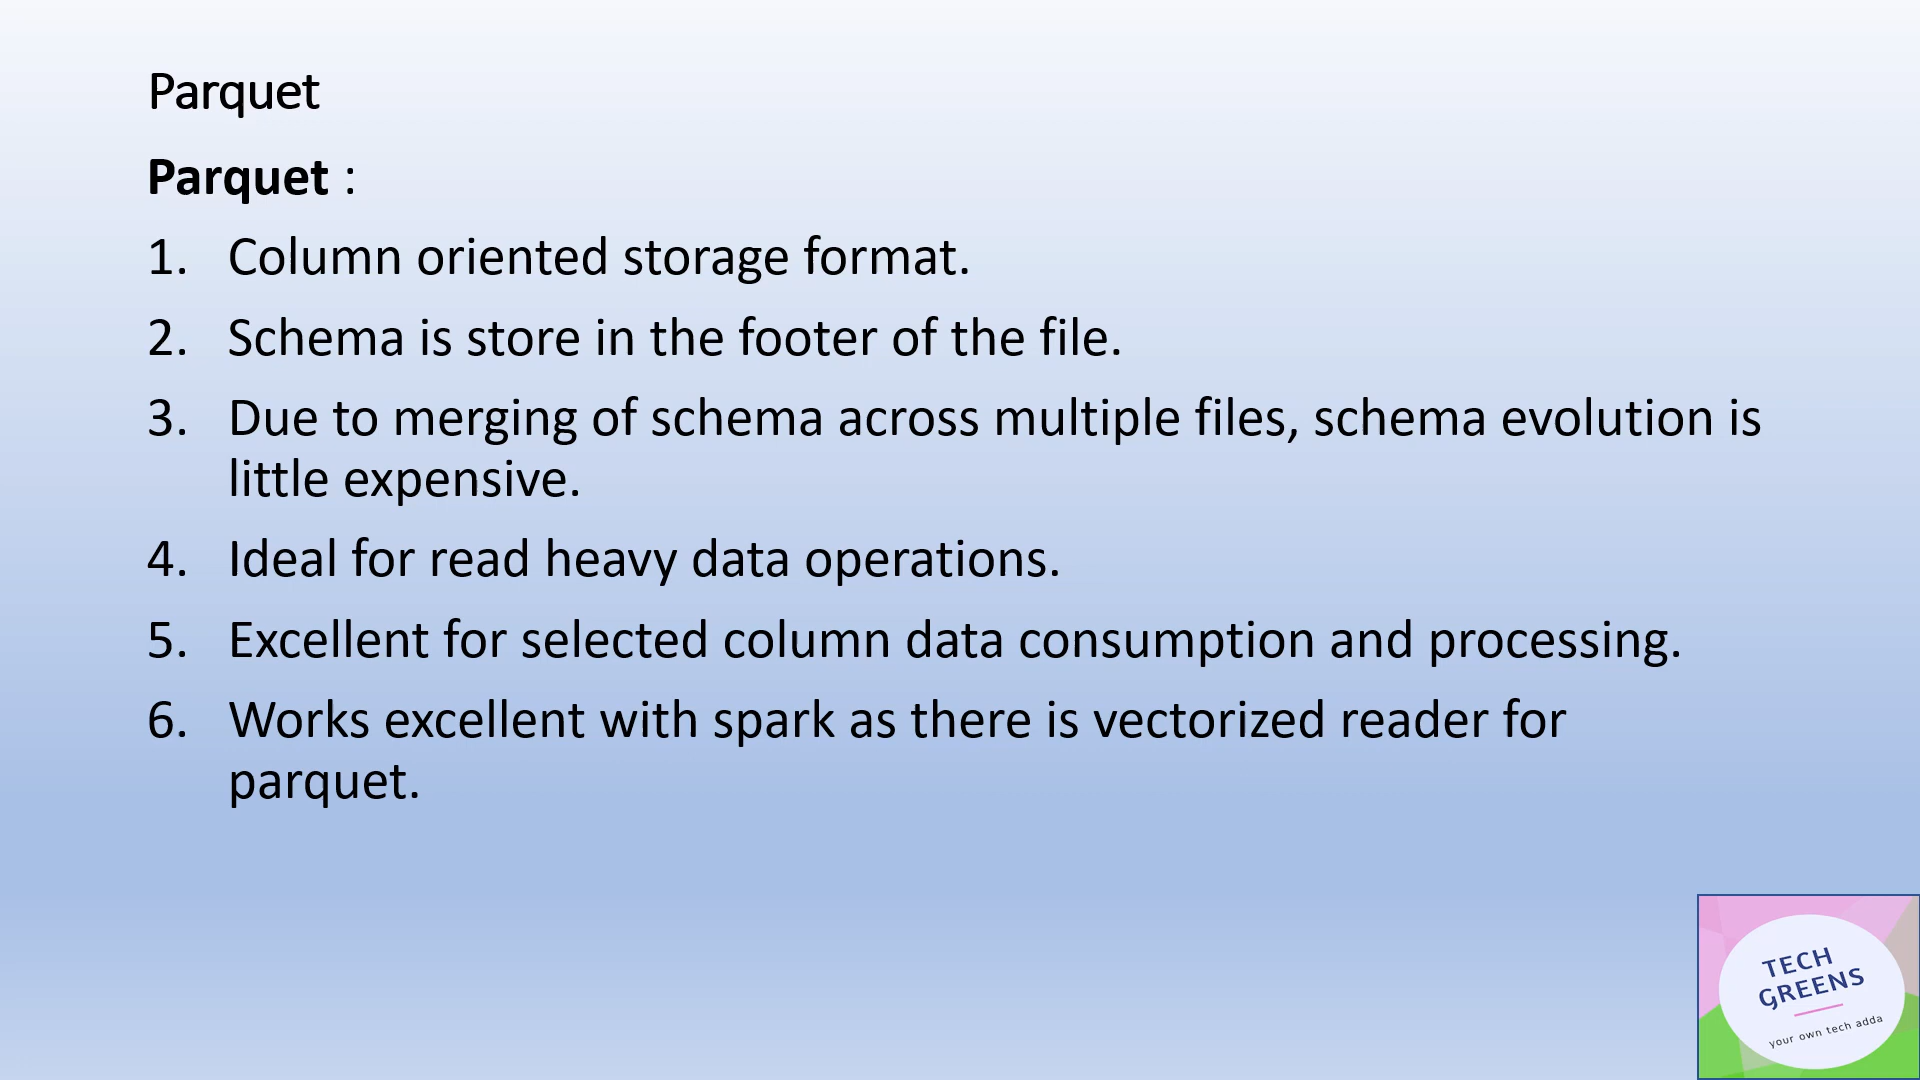 Parquet
Parquet :
1. Column oriented storage format.
2. Schema is store in the footer of the file.
3. Due to merging of schema across multiple files, schema evolution is
little expensive.
4. Ideal for read heavy data operations.
5. Excellent for selected column data consumption and processing.
6. Works excellent with spark as there is vectorized reader for
parquet.
TECH
GREENS
your own tech adda